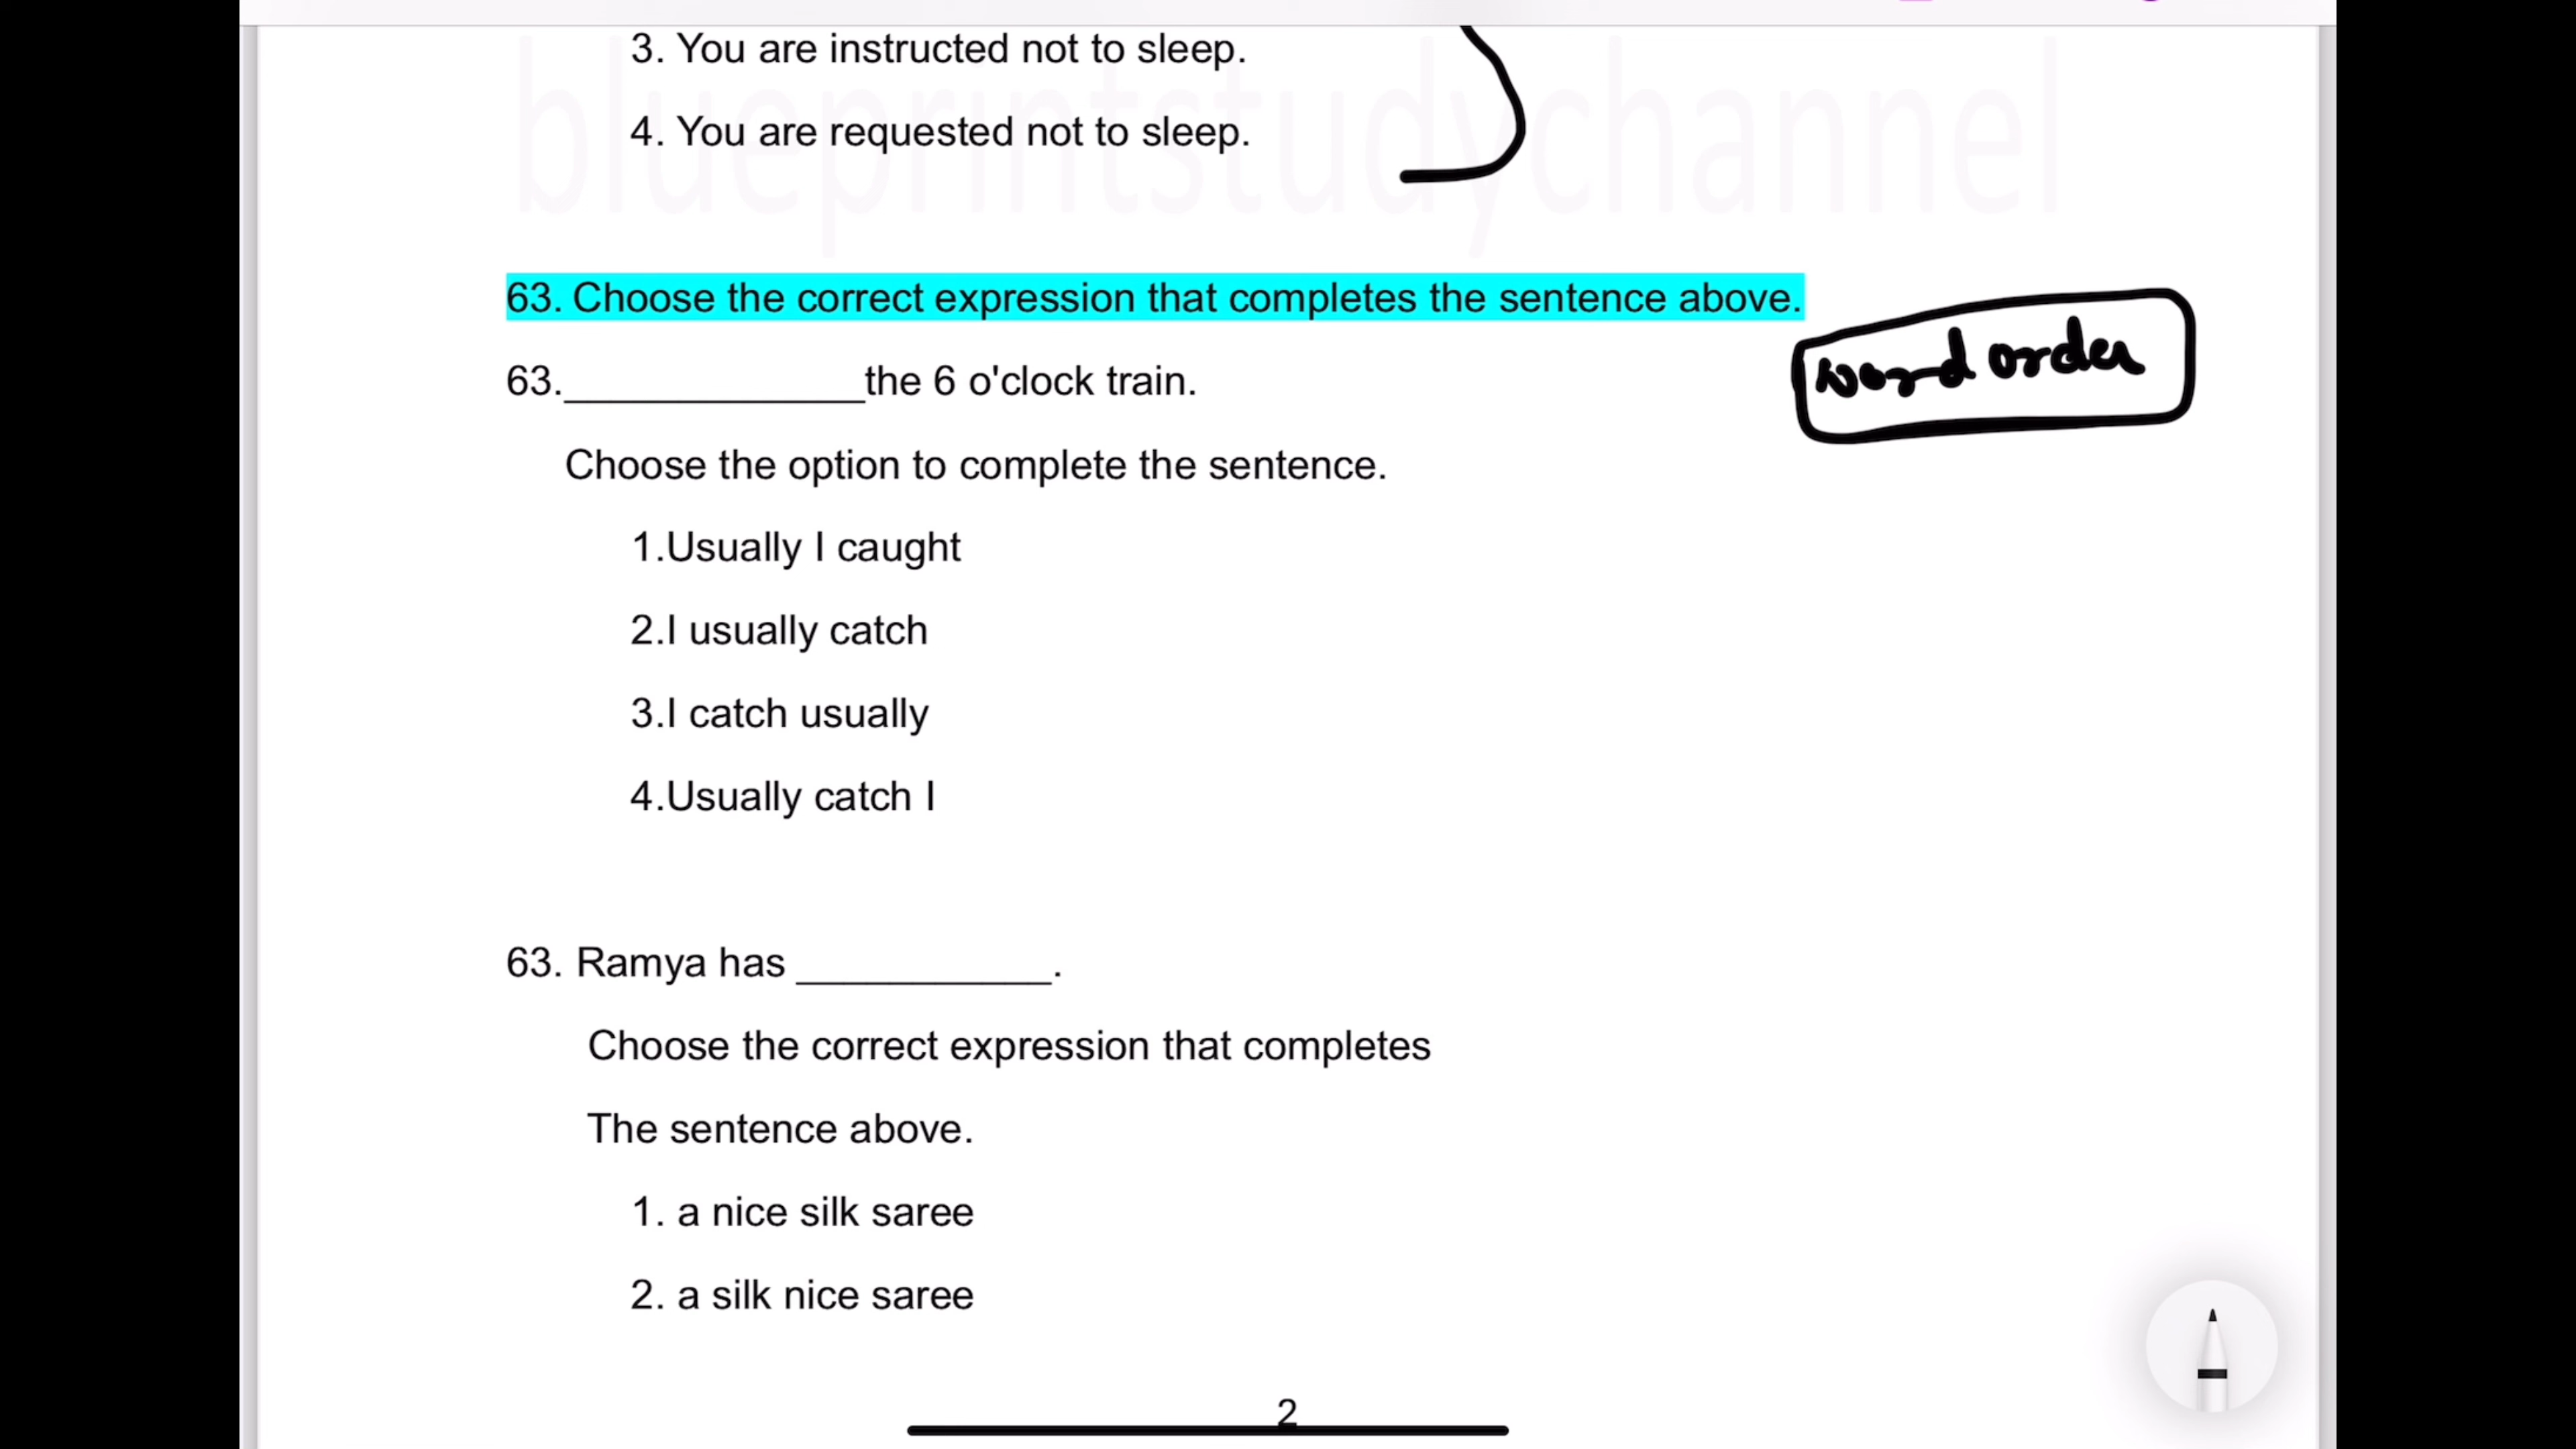 3. You are instructed not to sleep.
4. You are requested not to sleep.
blueprintstudychannel
63. Choose the correct expression that completes the sentence above.
word order
63._____________the 6 o'clock train.
Choose the option to complete the sentence.
1.Usually I caught
2.I usually catch
3.I catch usually
4.Usually catch I
63. Ramya has ___________.
Choose the correct expression that completes
The sentence above.
1. a nice silk saree
2. a silk nice saree
2